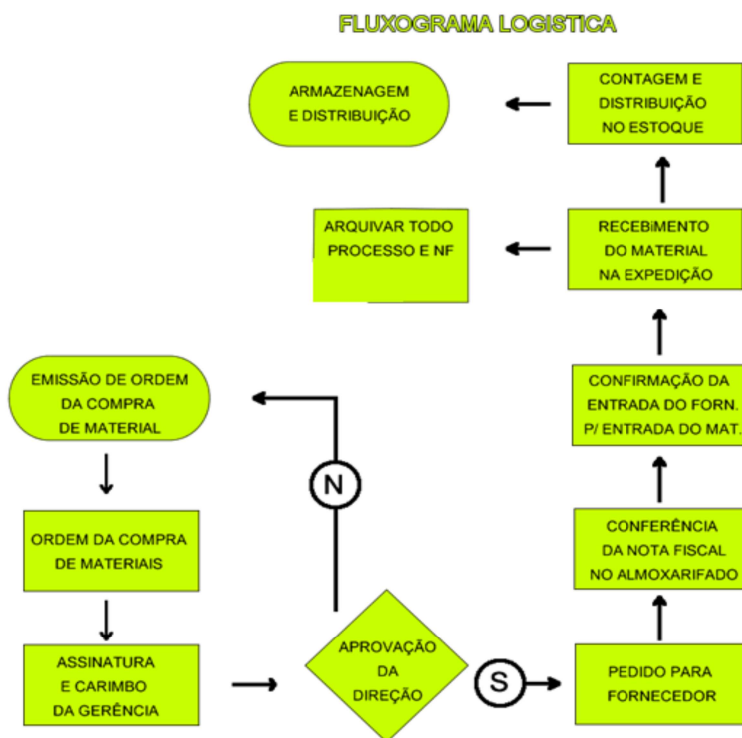 FLUXOGRAMA LOGISTICA
ARMAZENAGEM
E DISTRIBUIÇÃO
CONTAGEM E
DISTRIBUIÇÃO
NO ESTOQUE
ARQUIVAR TODO
PROCESSO E NF
RECEBIMENTO
DO MATERIAL
NA EXPEDIÇÃO
EMISSÃO DE ORDEM
DA COMPRA
DE MATERIAL
CONFIRMAÇÃO DA
ENTRADA DO FORN.
P/ ENTRADA DO MAT.
N
ORDEM DA COMPRA
DE MATERIAIS
CONFERÊNCIA
DA NOTA FISCAL
NO ALMOXARIFADO
ASSINATURA
E CARIMBO
DA GERÊNCIA
APROVAÇÃO
DA
DIREÇÃO
S
PEDIDO PARA
FORNECEDOR